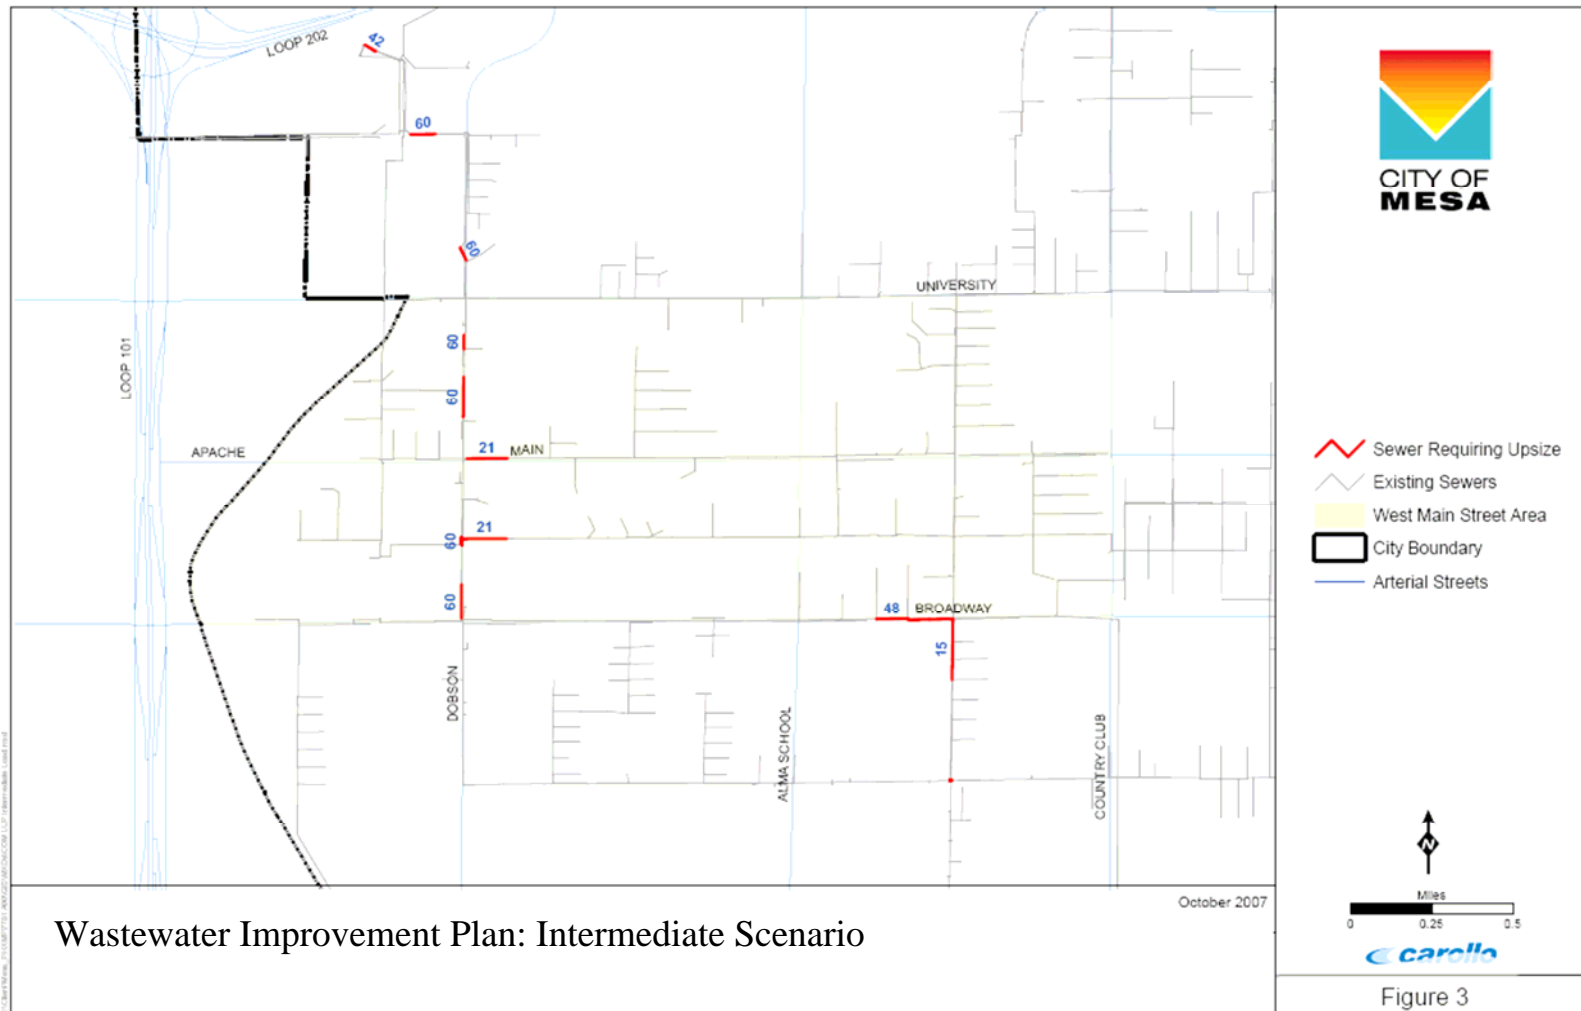 LOOP 202
42
60
60
UNIVERSITY
60
LOOP 101
60
APACHE
21
MAIN
21
60
60
48
BROADWAY
15
DOBSON
ALMA SCHOOL
COUNTRY CLUB
CITY OF
MESA
Sewer Requiring Upsize
Existing Sewers
West Main Street Area
City Boundary
Arterial Streets
N
Miles
0 0.25 0.5
carollo
October 2007
Wastewater Improvement Plan: Intermediate Scenario
Figure 3